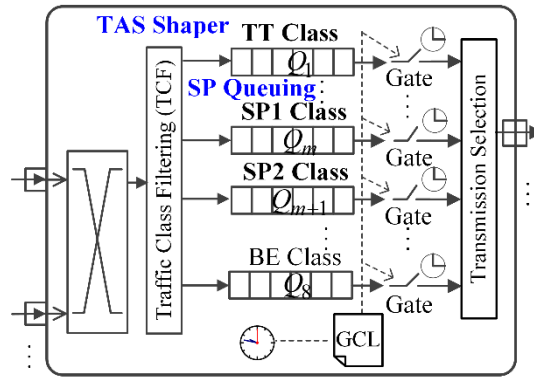 TAS Shaper
TT Class
Q1
SP Queuing
Gate
SP1 Class
Qm
Gate
SP2 Class
Qm+1
Gate
BE Class
Q8
Gate
Traffic Class Filtering (TCF)
Transmission Selection
GCL